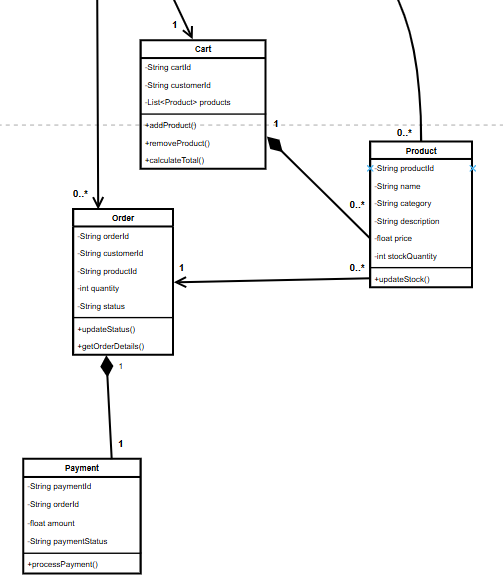 1
Cart
-String cartId
-String customerId
-List<Product> products
+addProduct()
+removeProduct()
+calculateTotal()
1
0..*
Product
-String productId
-String name
-String category
-String description
-float price
-int stockQuantity
+updateStock()
0..*
0..*
1
0..*
Order
-String orderId
-String customerId
-String productId
-int quantity
-String status
+updateStatus()
+getOrderDetails()
1
1
Payment
-String paymentId
-String orderId
-float amount
-String paymentStatus
+processPayment()